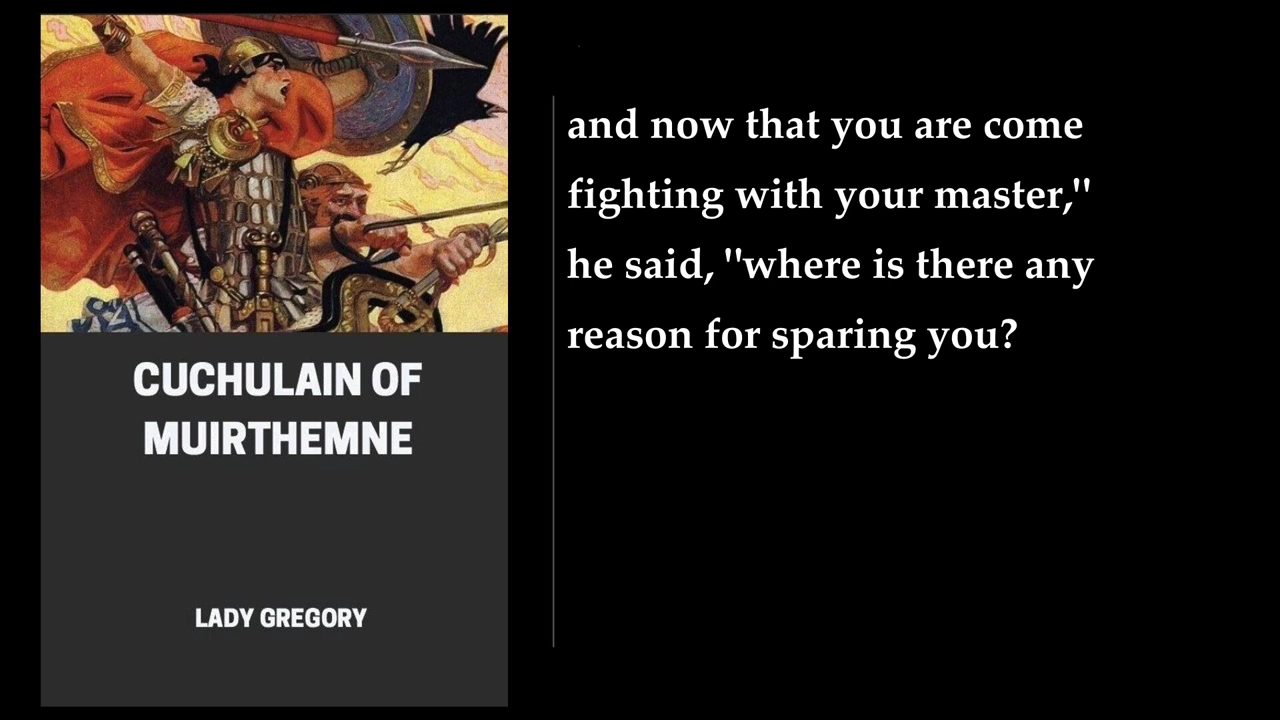 CUCHULAIN OF
MUIRTHEMNE
LADY GREGORY
and now that you are come
fighting with your master,"
he said, "where is there any
reason for sparing you?